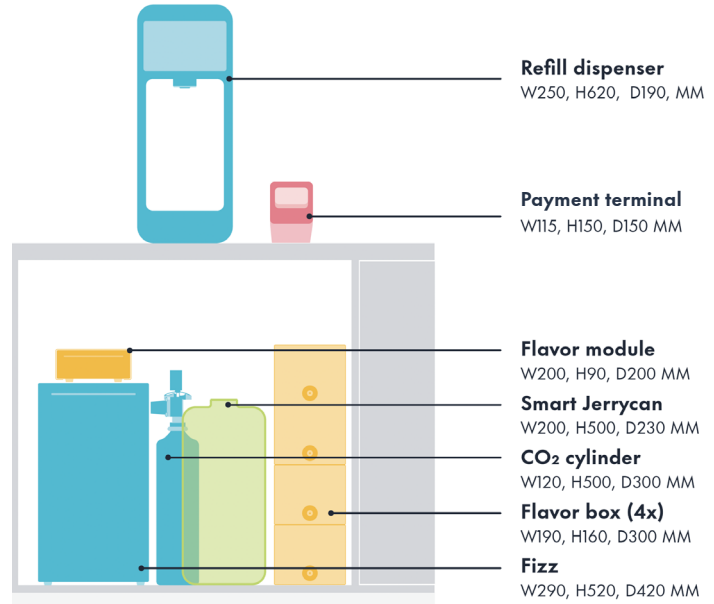 Refill dispenser
W250, H620, D190, MM
Payment terminal
W115, H150, D150 MM
Flavor module
W200, H90, D200 MM
Smart Jerrycan
W200, H500, D230 MM
CO₂ cylinder
W120, H500, D300 MM
Flavor box (4x)
W190, H160, D300 MM
Fizz
W290, H520, D420 MM